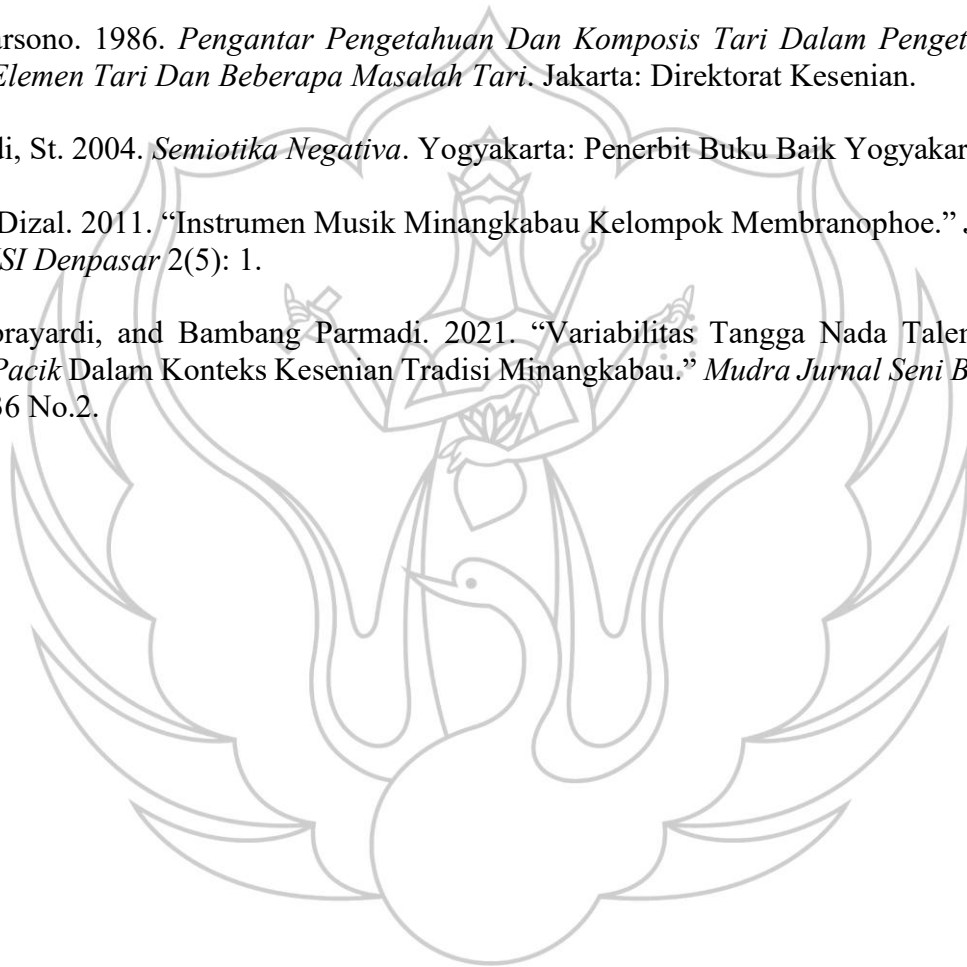 arsono. 1986. Pengantar Pengetahuan Dan Komposis Tari Dalam Penget
Elemen Tari Dan Beberapa Masalah Tari. Jakarta: Direktorat Kesenian.
di, St. 2004. Semiotika Negativa. Yogyakarta: Penerbit Buku Baik Yogyakar
Dizal. 2011. “Instrumen Musik Minangkabau Kelompok Membranophoe.”
SI Denpasar 2(5): 1.
orayardi, and Bambang Parmadi. 2021. “Variabilitas Tangga Nada Talen
Pacik Dalam Konteks Kesenian Tradisi Minangkabau.” Mudra Jurnal Seni B
36 No.2.